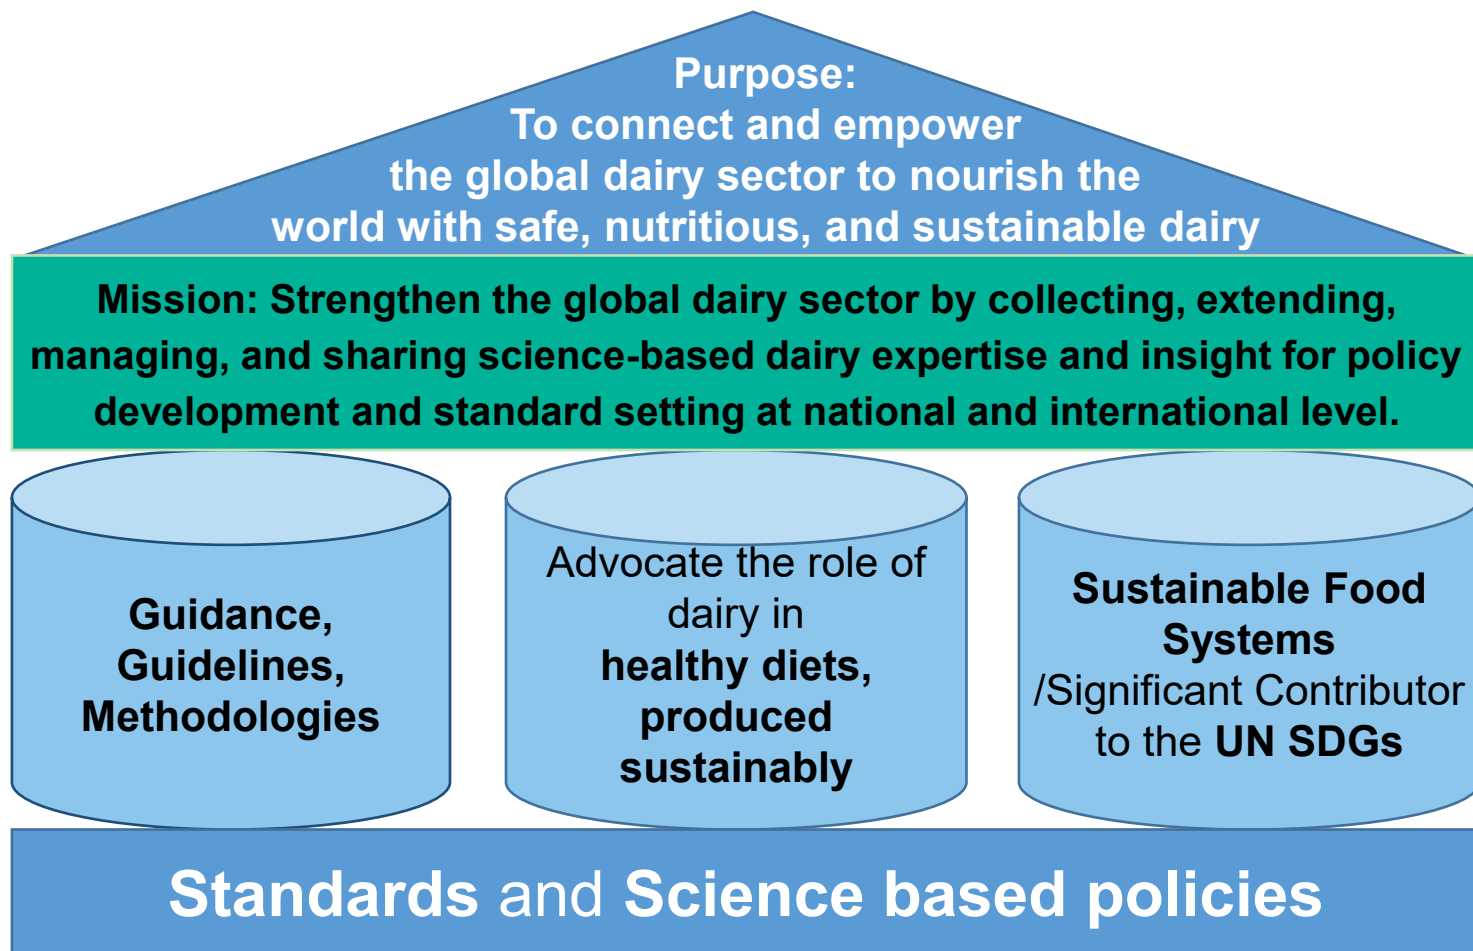 Purpose:
To connect and empower
the global dairy sector to nourish the
world with safe, nutritious, and sustainable dairy
Mission: Strengthen the global dairy sector by collecting, extending,
managing, and sharing science-based dairy expertise and insight for policy
development and standard setting at national and international level.
Guidance,
Guidelines,
Methodologies
Advocate the role of
dairy in
healthy diets,
produced
sustainably
Sustainable Food
Systems
/Significant Contributor
to the UN SDGs
Standards and Science based policies